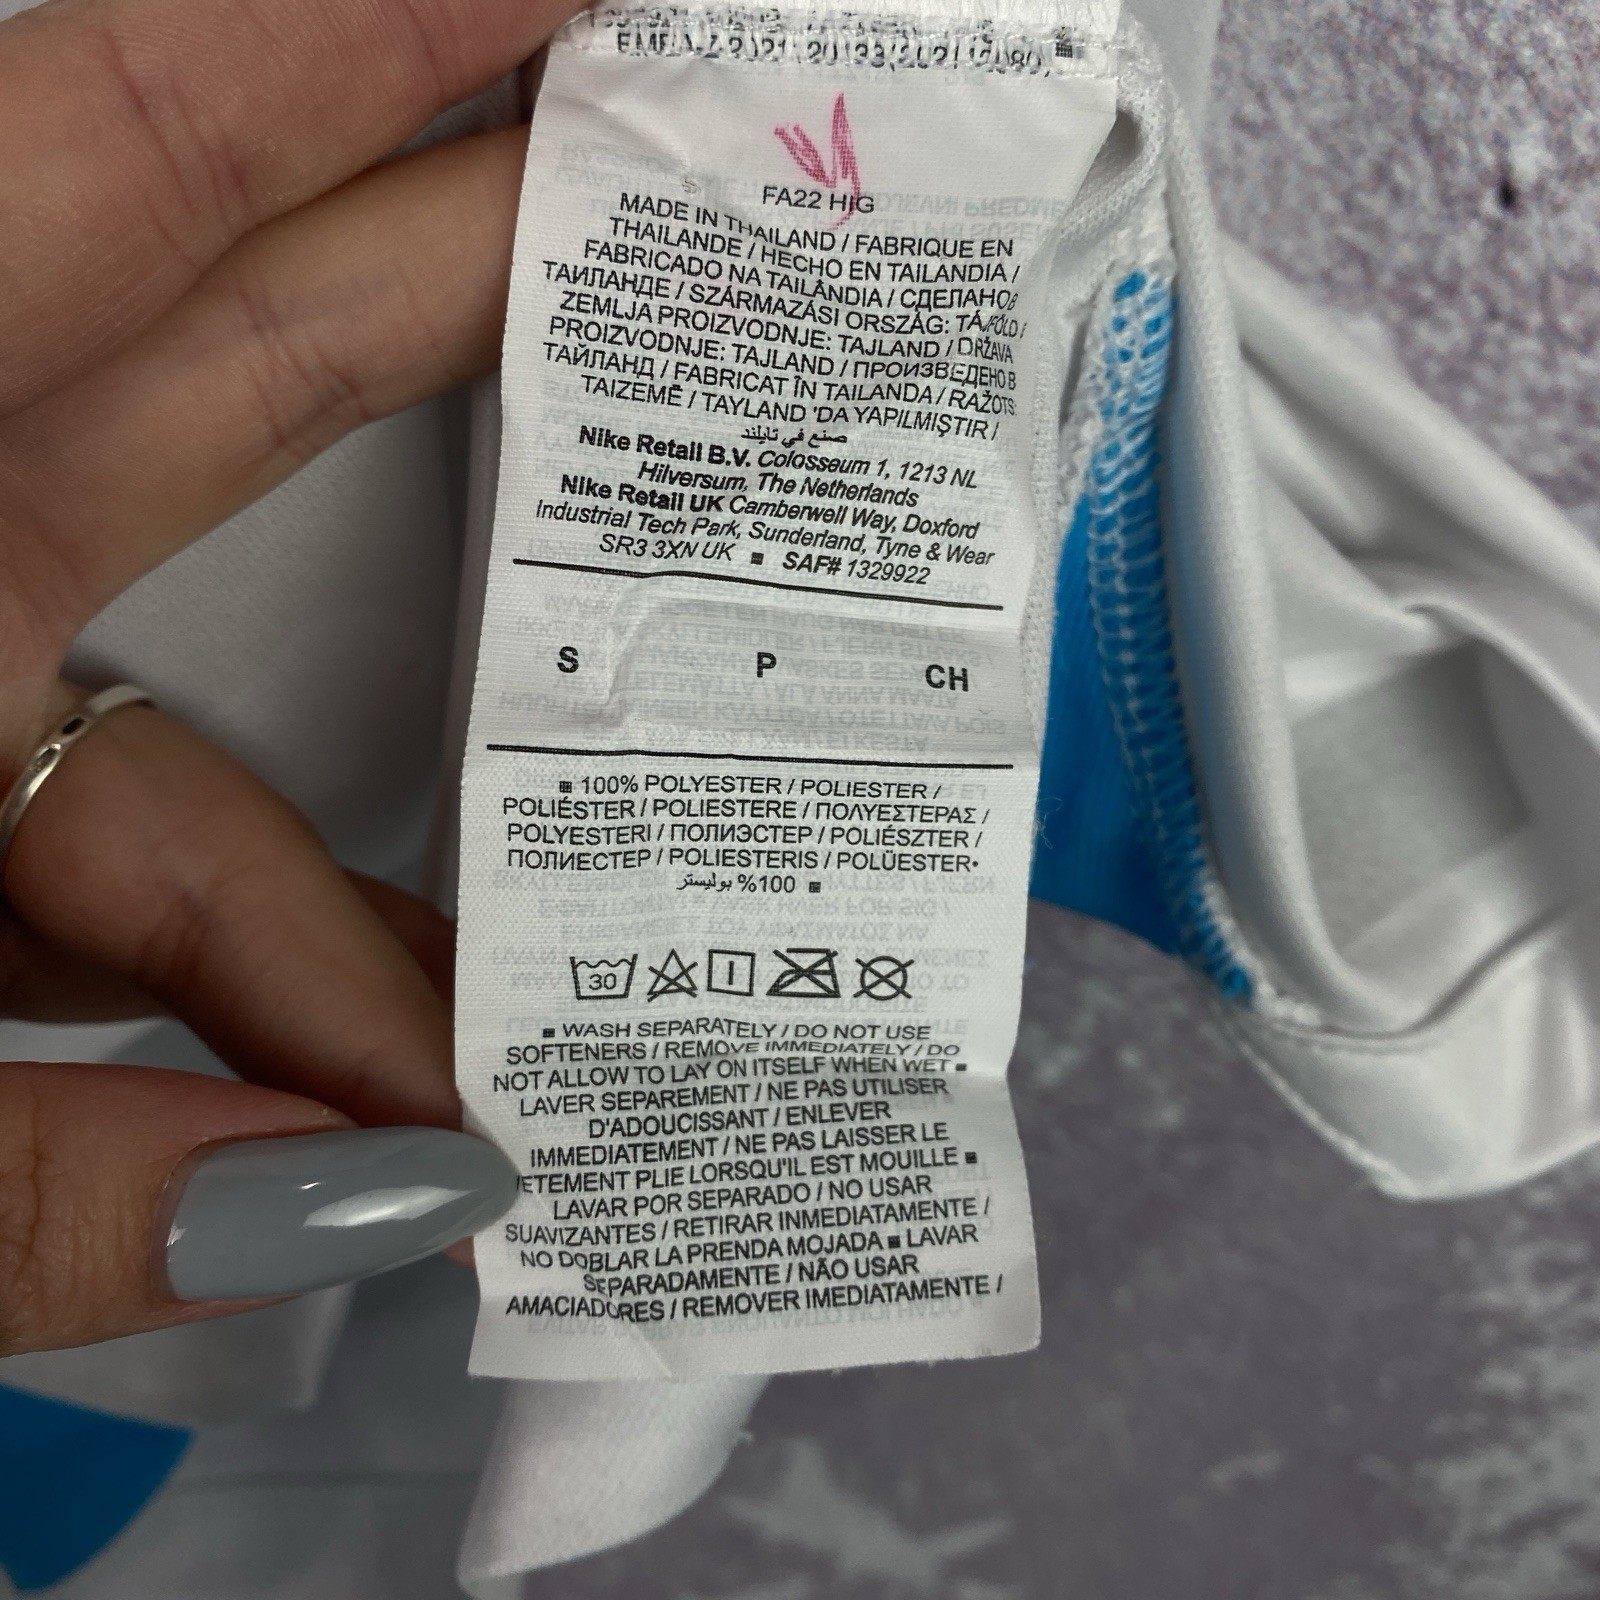 FA22 HIG
MADE IN THAILAND / FABRIQUE EN
THAILANDE / HECHO EN TAILANDIA /
FABRICADO NA TAILÂNDIA / СДЕЛАНО В
ТАИЛАНДЕ / SZÁRMAZÁSI ORSZÁG: TÁJFÖLD /
ZEMLJA PROIZVODNJE: TAJLAND / DRŽAVA
PROIZVODNJE: TAJLAND / ПРОИЗВЕДЕНО В
ТАЙЛАНД / FABRICAT ÎN TAILANDA / RAŽOTS:
TAIZEMĒ / TAYLAND 'DA YAPILMIŞTIR /
صنع في تايلند
Nike Retail B.V. Colosseum 1, 1213 NL
Hilversum, The Netherlands
Nike Retail UK Camberwell Way, Doxford
Industrial Tech Park, Sunderland, Tyne & Wear
SR3 3XN UK SAF# 1329922
S P CH
100% POLYESTER / POLIESTER /
POLIÉSTER / POLIESTERE / ΠΟΛΥΕΣΤΕΡΑΣ /
POLYESTERI / ПОЛИЭСТЕР / POLIÉSZTER /
ПОЛИЕСТЕР / POLIESTERIS / POLÜESTER•
100% بوليستر
30
WASH SEPARATELY / DO NOT USE
SOFTENERS / REMOVE IMMEDIATELY / DO
NOT ALLOW TO LAY ON ITSELF WHEN WET
LAVER SEPAREMENT / NE PAS UTILISER
D'ADOUCISSANT / ENLEVER
IMMEDIATEMENT / NE PAS LAISSER LE
VETEMENT PLIE LORSQU'IL EST MOUILLE
LAVAR POR SEPARADO / NO USAR
SUAVIZANTES / RETIRAR INMEDIATAMENTE /
NO DOBLAR LA PRENDA MOJADA LAVAR
SEPARADAMENTE / NÃO USAR
AMACIADORES / REMOVER IMEDIATAMENTE /